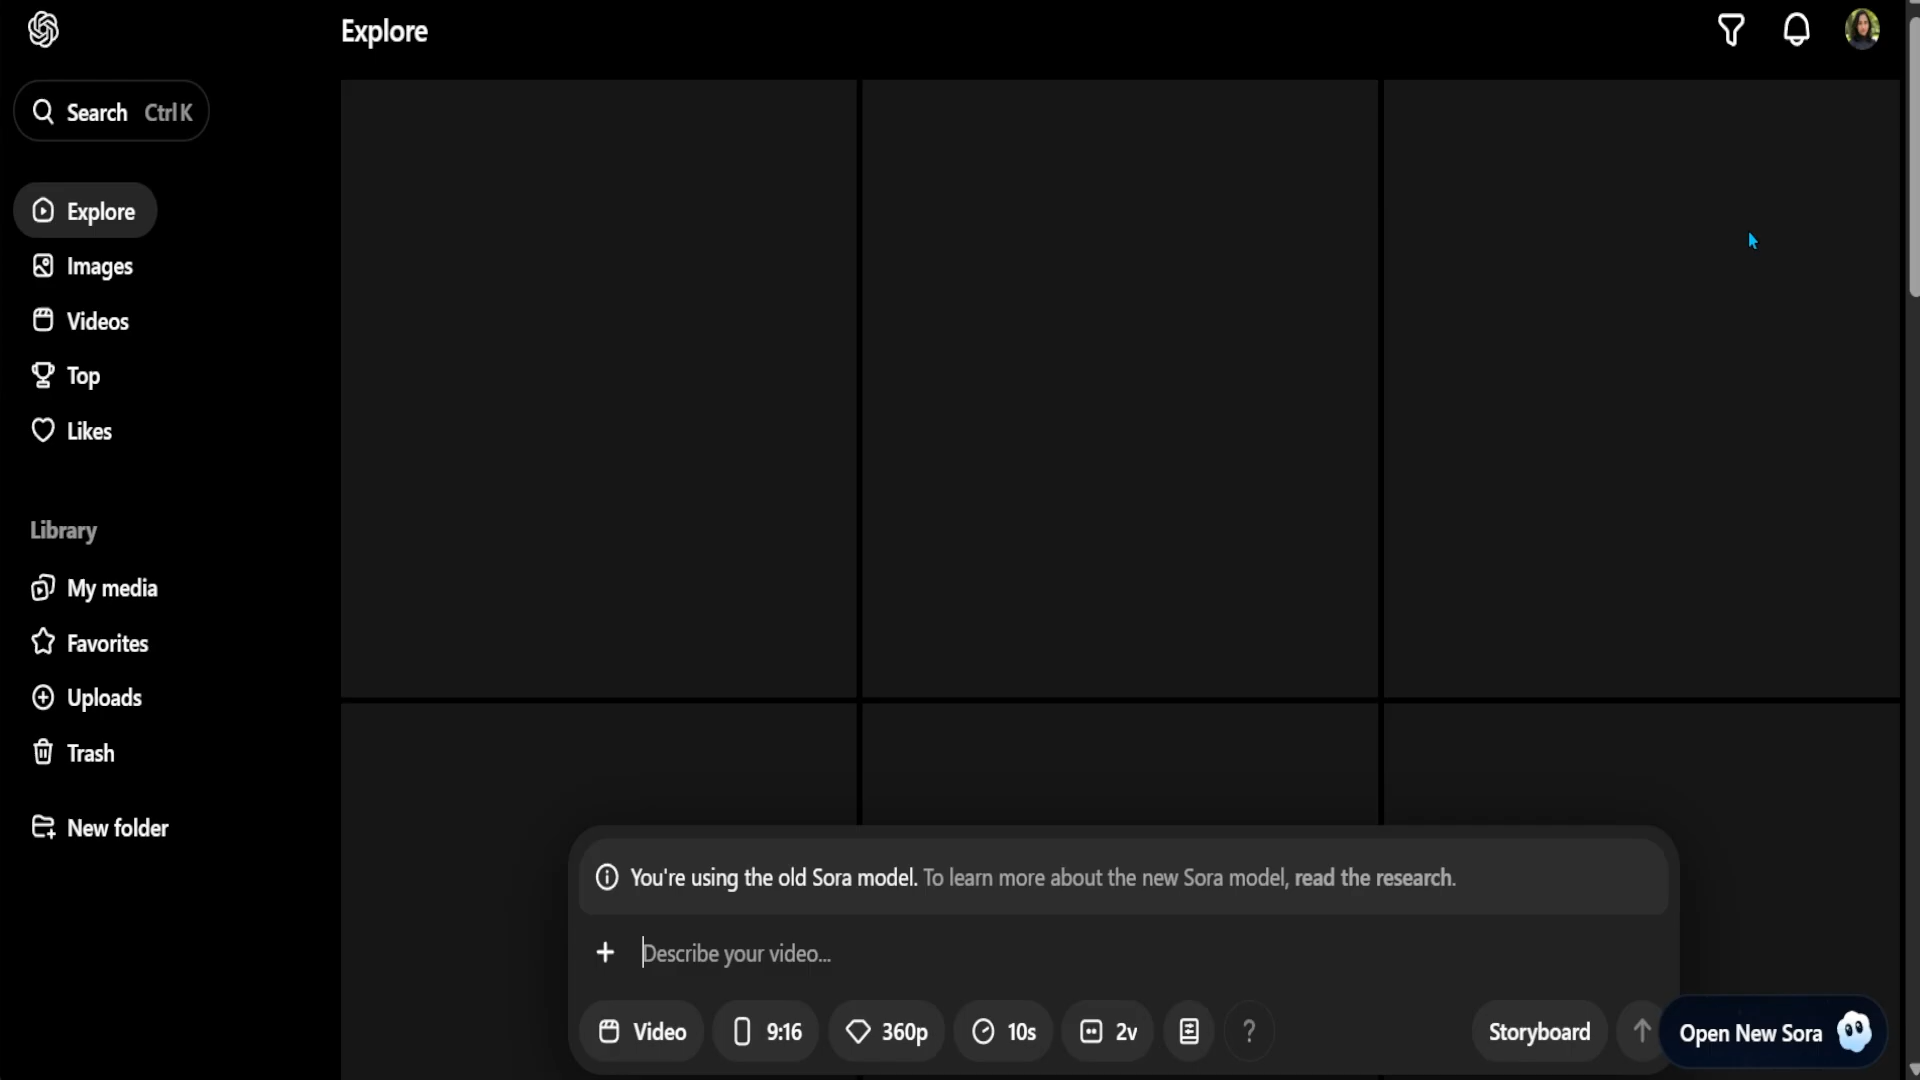 Explore
Search Ctrl K
Explore
Images
Videos
Top
Likes
Library
My media
Favorites
Uploads
Trash
New folder
You're using the old Sora model. To learn more about the new Sora model, read the research.
Describe your video...
Video 9:16 360p 10s 2v ? Storyboard Open New Sora